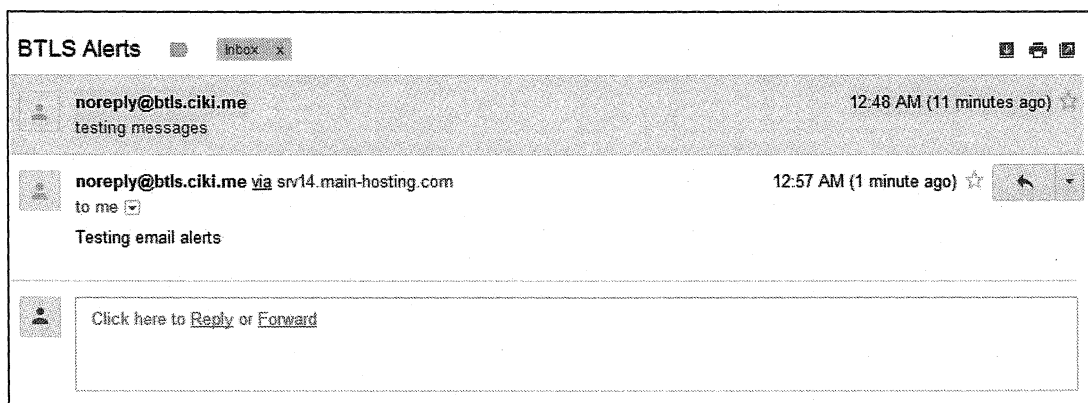 BTLS Alerts Inbox x
noreply@btls.ciki.me 12:48 AM (11 minutes ago)
testing messages
noreply@btls.ciki.me via srv14.main-hosting.com 12:57 AM (1 minute ago)
to me
Testing email alerts
Click here to Reply or Forward